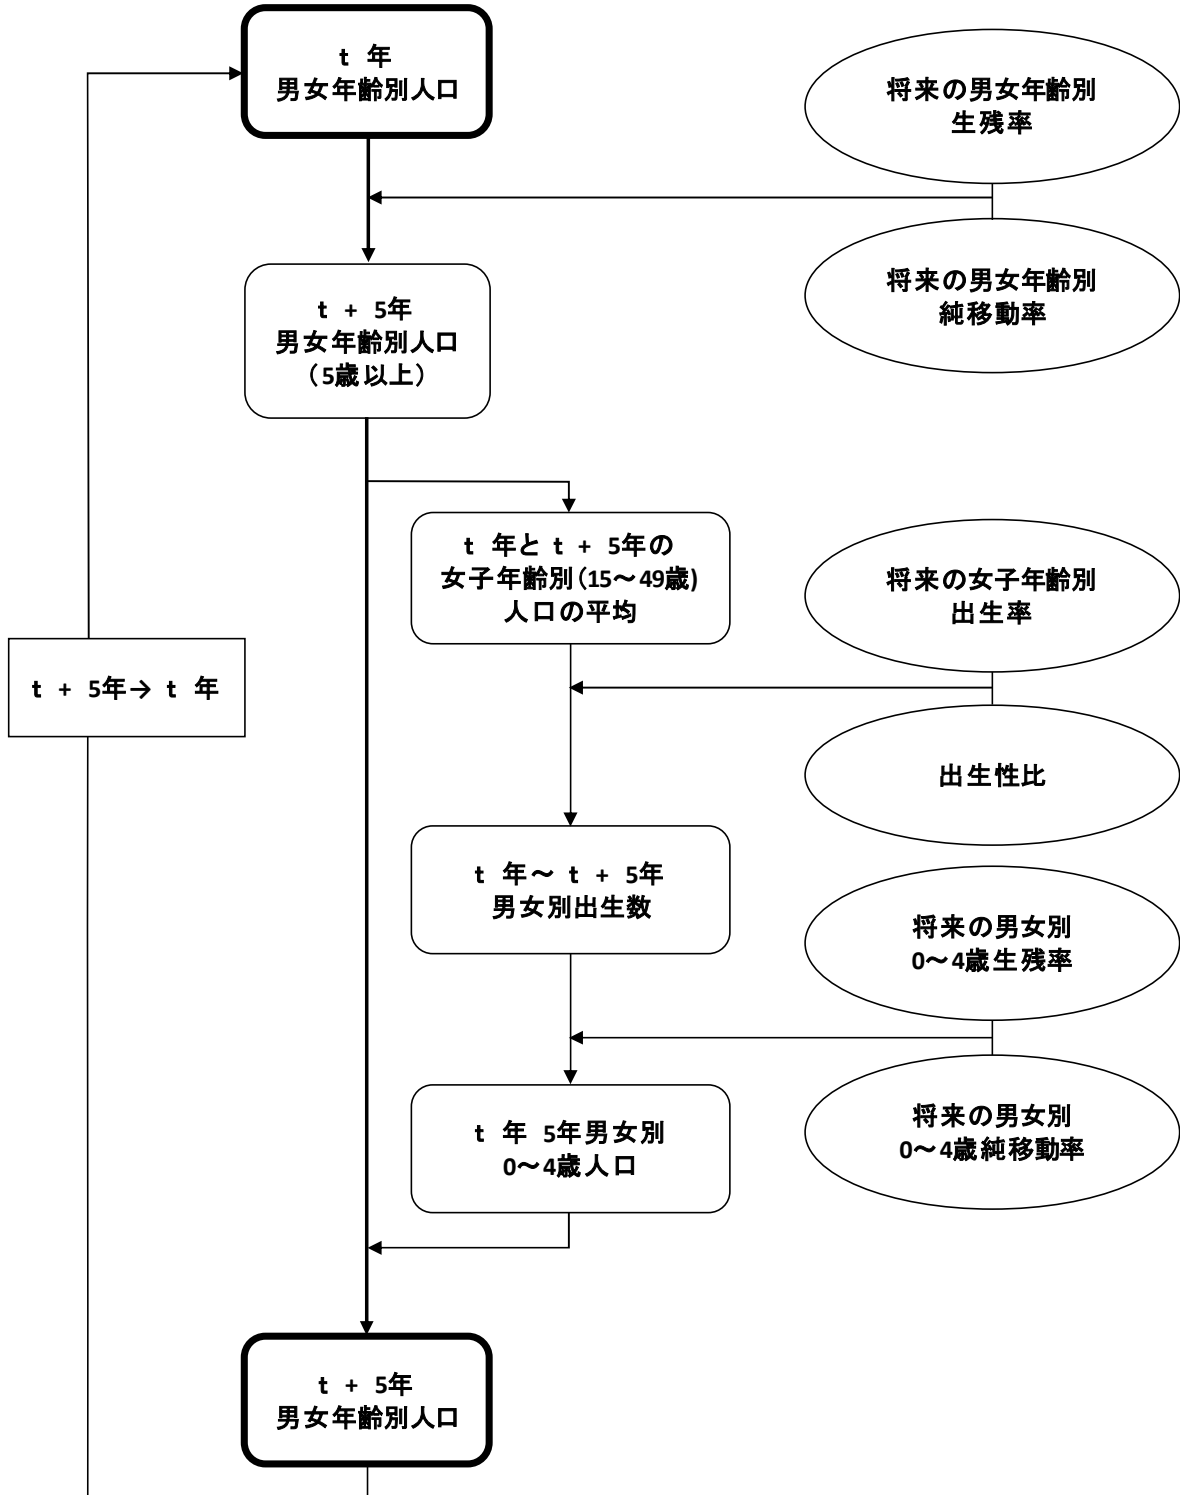 t 年
男女年齢別人口
将来の男女年齢別
生残率
将来の男女年齢別
純移動率
t + 5年
男女年齢別人口
（5歳以上）
t 年と t + 5年の
女子年齢別（15～49歳)
人口の平均
将来の女子年齢別
出生率
t + 5年→ t 年
出生性比
t 年～ t + 5年
男女別出生数
将来の男女別
0～4歳生残率
t 年 5年男女別
0～4歳人口
将来の男女別
0～4歳純移動率
t + 5年
男女年齢別人口